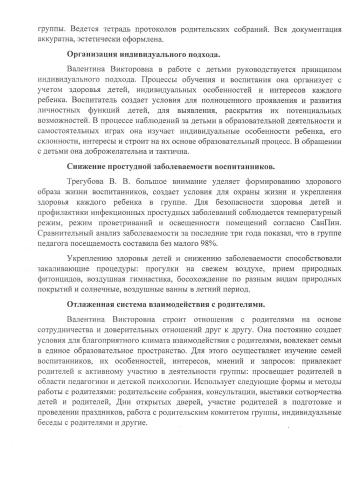 группы. Ведется тетрадь протоколов родительских собраний. Вся документация
аккуратна, эстетически оформлена.
Организация индивидуального подхода.
Валентина Викторовна в работе с детьми руководствуется принципом
индивидуального подхода. Процессы обучения и воспитания она организует с
учетом здоровья детей, индивидуальных особенностей и интересов каждого
ребенка. Воспитатель создает условия для полноценного проявления и развития
личностных функций детей, для выявления, раскрытия их потенциальных
возможностей. В процессе наблюдений за детьми в образовательной деятельности и
самостоятельных играх она изучает индивидуальные особенности ребенка, его
склонности, интересы и строит на их основе образовательный процесс. В обращении
с детьми она доброжелательна и тактична.
Снижение простудной заболеваемости воспитанников.
Трегубова В. В. большое внимание уделяет формированию здорового
образа жизни воспитанников, создает условия для охраны жизни и укрепления
здоровья каждого ребенка в группе. Для безопасности здоровья детей и
профилактики инфекционных простудных заболеваний соблюдается температурный
режим, режим проветриваний и освещенности помещений согласно СанПин.
Сравнительный анализ заболеваемости за последние три года показал, что в группе
педагога посещаемость составила без малого 98%.
Укреплению здоровья детей и снижению заболеваемости способствовали
закаливающие процедуры: прогулки на свежем воздухе, прием природных
фитонцидов, воздушная гимнастика, босохождение по разным видам природных
покрытий и солнечные, воздушные ванны в летний период.
Отлаженная система взаимодействия с родителями.
Валентина Викторовна строит отношения с родителями на основе
сотрудничества и доверительных отношений друг к другу. Она постоянно создает
условия для благоприятного климата взаимодействия с родителями, вовлекает семьи
в единое образовательное пространство. Для этого осуществляет изучение семей
воспитанников, их особенностей, интересов, мнений и запросов: привлекает
родителей к активному участию в деятельности группы: просвещает родителей в
области педагогики и детской психологии. Использует следующие формы и методы
работы с родителями: родительские собрания, консультации, выставки сотворчества
детей и родителей, Дни открытых дверей, участие родителей в подготовке и
проведении праздников, работа с родительским комитетом группы, индивидуальные
беседы с родителями и другие.